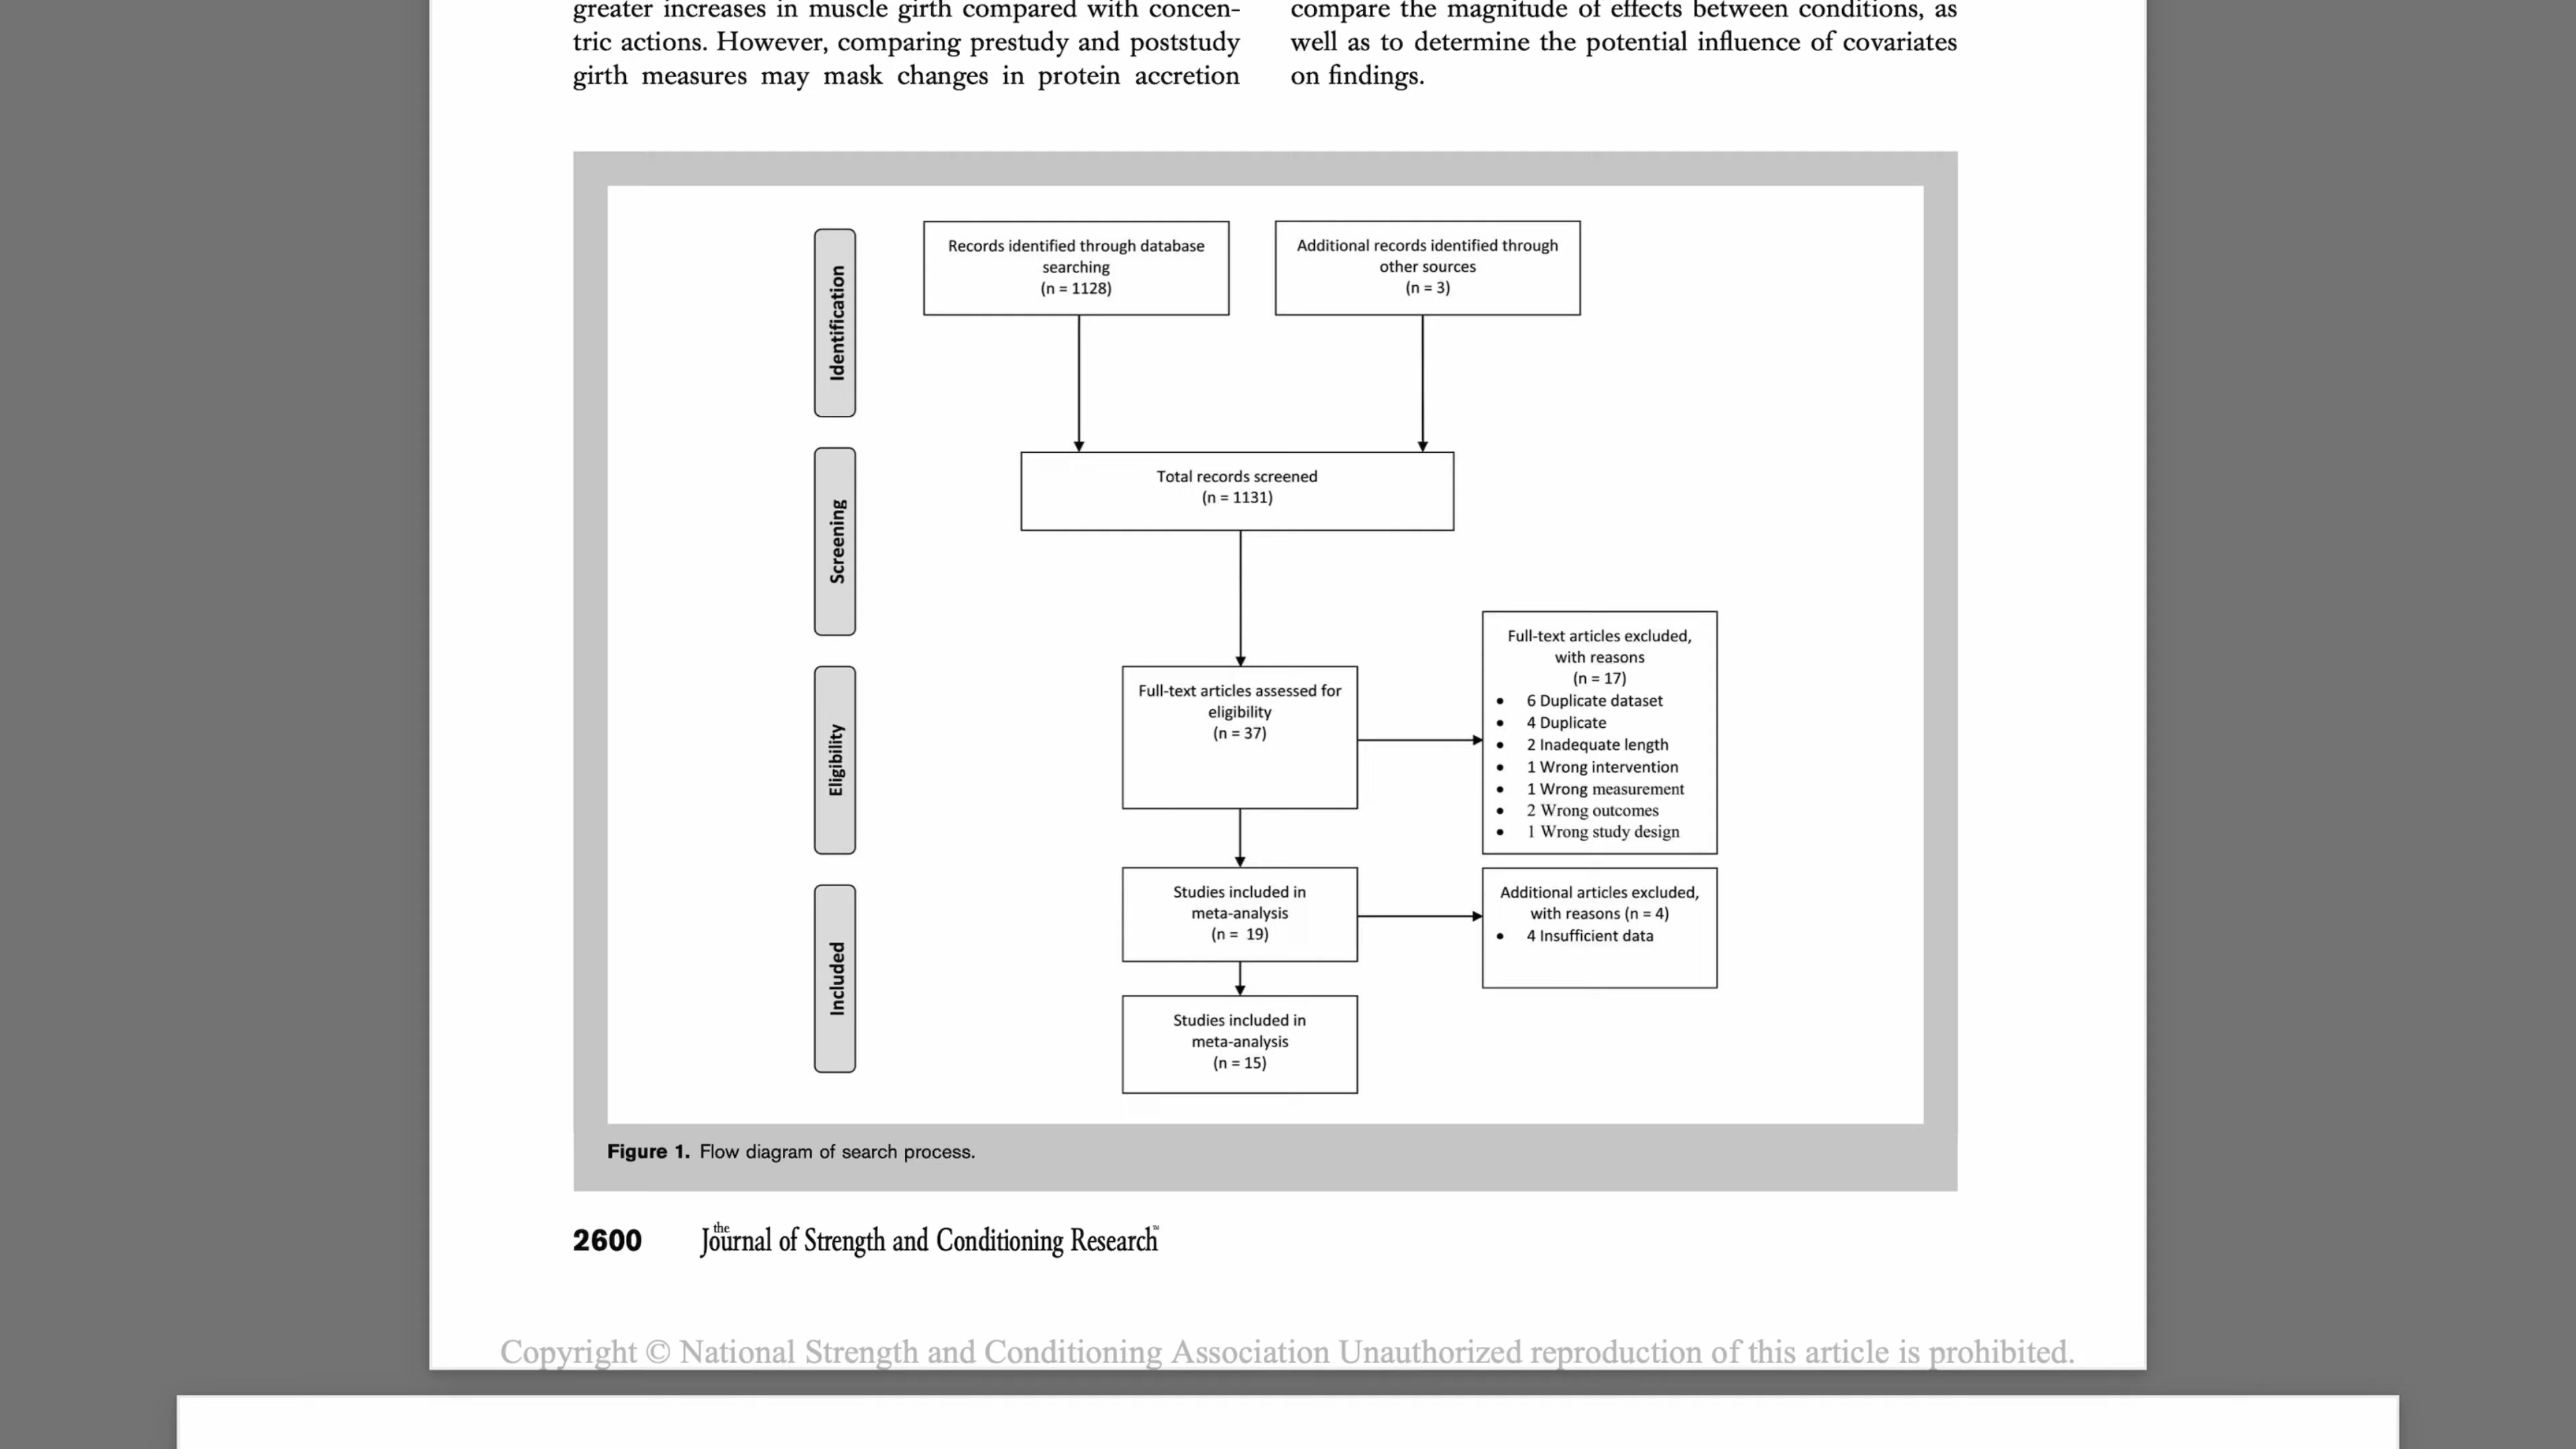 greater increases in muscle girth compared with concen-
tric actions. However, comparing prestudy and poststudy
girth measures may mask changes in protein accretion
compare the magnitude of effects between conditions, as
well as to determine the potential influence of covariates
on findings.
Identification
Records identified through database
searching
(n = 1128)
Additional records identified through
other sources
(n = 3)
Screening
Total records screened
(n = 1131)
Eligibility
Full-text articles assessed for
eligibility
(n = 37)
Full-text articles excluded,
with reasons
(n = 17)
• 6 Duplicate dataset
• 4 Duplicate
• 2 Inadequate length
• 1 Wrong intervention
• 1 Wrong measurement
• 2 Wrong outcomes
• 1 Wrong study design
Included
Studies included in
meta-analysis
(n = 19)
Additional articles excluded,
with reasons (n = 4)
• 4 Insufficient data
Studies included in
meta-analysis
(n = 15)
Figure 1. Flow diagram of search process.
2600 the Journal of Strength and Conditioning Research™
Copyright © National Strength and Conditioning Association Unauthorized reproduction of this article is prohibited.